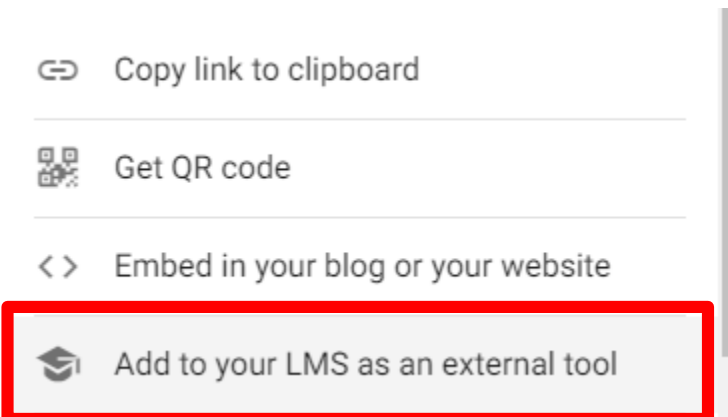 Copy link to clipboard
Get QR code
Embed in your blog or your website
Add to your LMS as an external tool